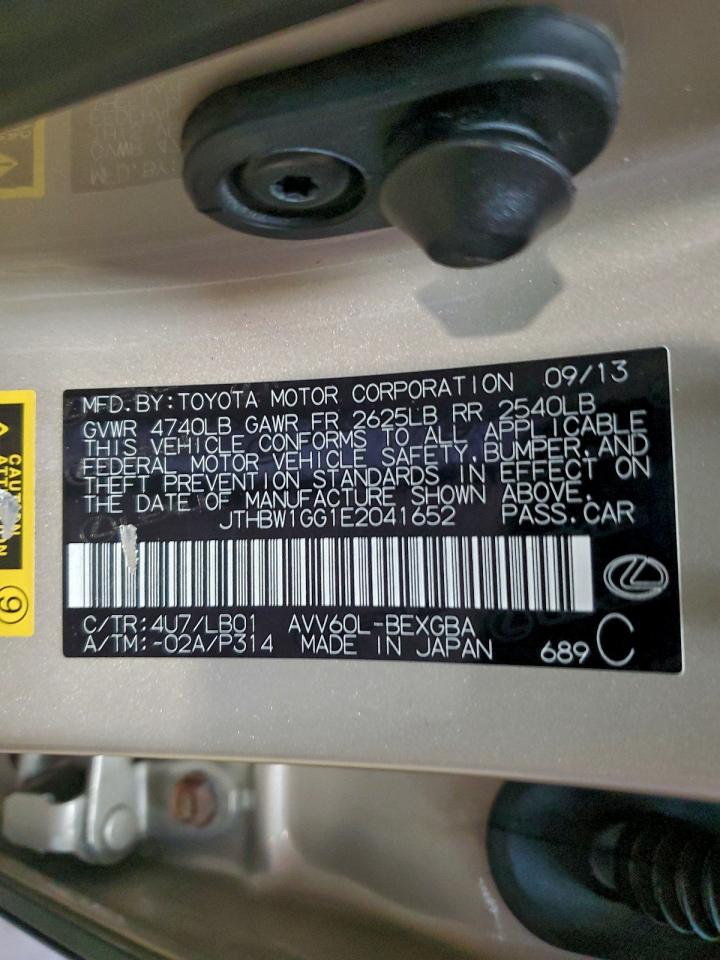 MFD.BY:TOYOTA MOTOR CORPORATION 09/13
GVWR 4740LB GAWR FR 2625LB RR 2540LB
THIS VEHICLE CONFORMS TO ALL APPLICABLE
FEDERAL MOTOR VEHICLE SAFETY,BUMPER,AND
THEFT PREVENTION STANDARDS IN EFFECT ON
THE DATE OF MANUFACTURE SHOWN ABOVE.
JTHBW1GG1E2041652 PASS.CAR
C/TR:4U7/LB01 AVV60L-BEXGBA
A/TM:-02A/P314 MADE IN JAPAN 689 C
CAUTION
9